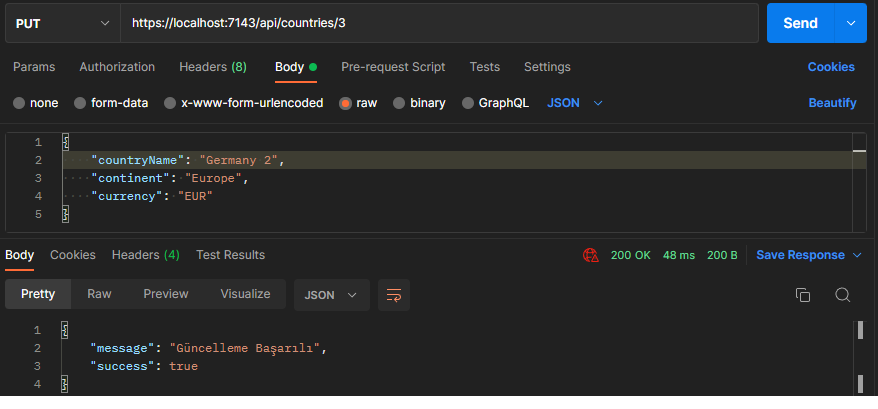 PUT https://localhost:7143/api/countries/3 Send
Params Authorization Headers (8) Body Pre-request Script Tests Settings Cookies
none form-data x-www-form-urlencoded raw binary GraphQL JSON Beautify
1 {
2 "countryName": "Germany 2",
3 "continent": "Europe",
4 "currency": "EUR"
5 }
Body Cookies Headers (4) Test Results 200 OK 48 ms 200 B Save Response
Pretty Raw Preview Visualize JSON
1 {
2 "message": "Güncelleme Başarılı",
3 "success": true
4 }